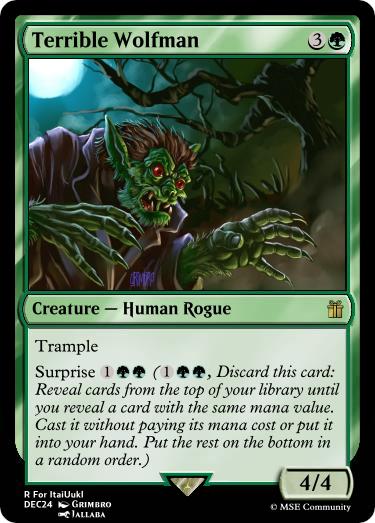 Terrible Wolfman 3
GRIMBRO
Creature — Human Rogue
Trample
Surprise 1 (1, Discard this card:
Reveal cards from the top of your library until
you reveal a card with the same mana value.
Cast it without paying its mana cost or put it
into your hand. Put the rest on the bottom in
a random order.)
4/4
R For ItaiUukI
DEC24 Grimbro
Jallaba
© MSE Community